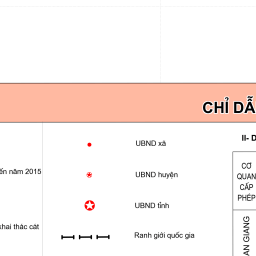 CHỈ DẪ
UBND xã
II- D
ến năm 2015
UBND huyện
CƠ
QUAN
CẤP
PHÉP
UBND tỉnh
khai thác cát
Ranh giới quốc gia
AN GIANG